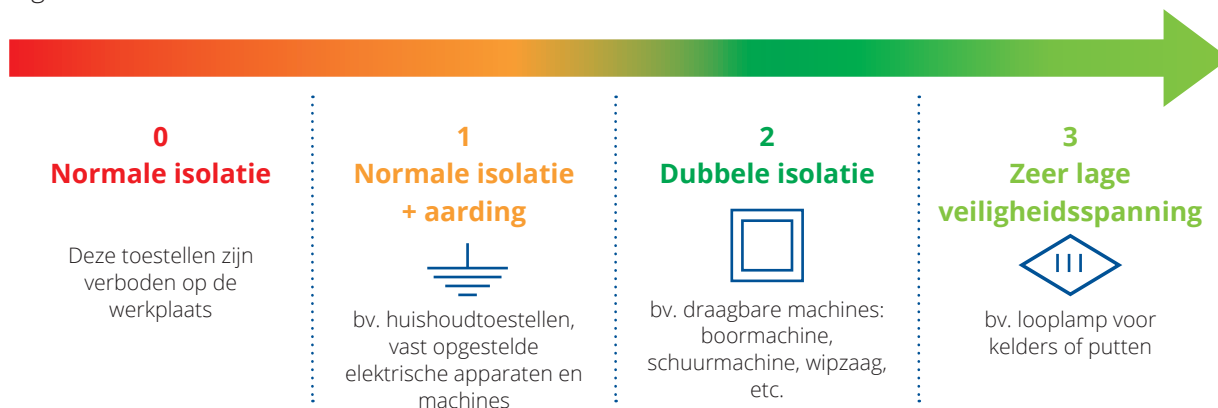 0
Normale isolatie
Deze toestellen zijn
verboden op de
werkplaats
1
Normale isolatie
+ aarding
bv. huishoudtoestellen,
vast opgestelde
elektrische apparaten en
machines
2
Dubbele isolatie
bv. draagbare machines:
boormachine,
schuurmachine, wipzaag,
etc.
3
Zeer lage
veiligheidsspanning
III
bv. looplamp voor
kelders of putten